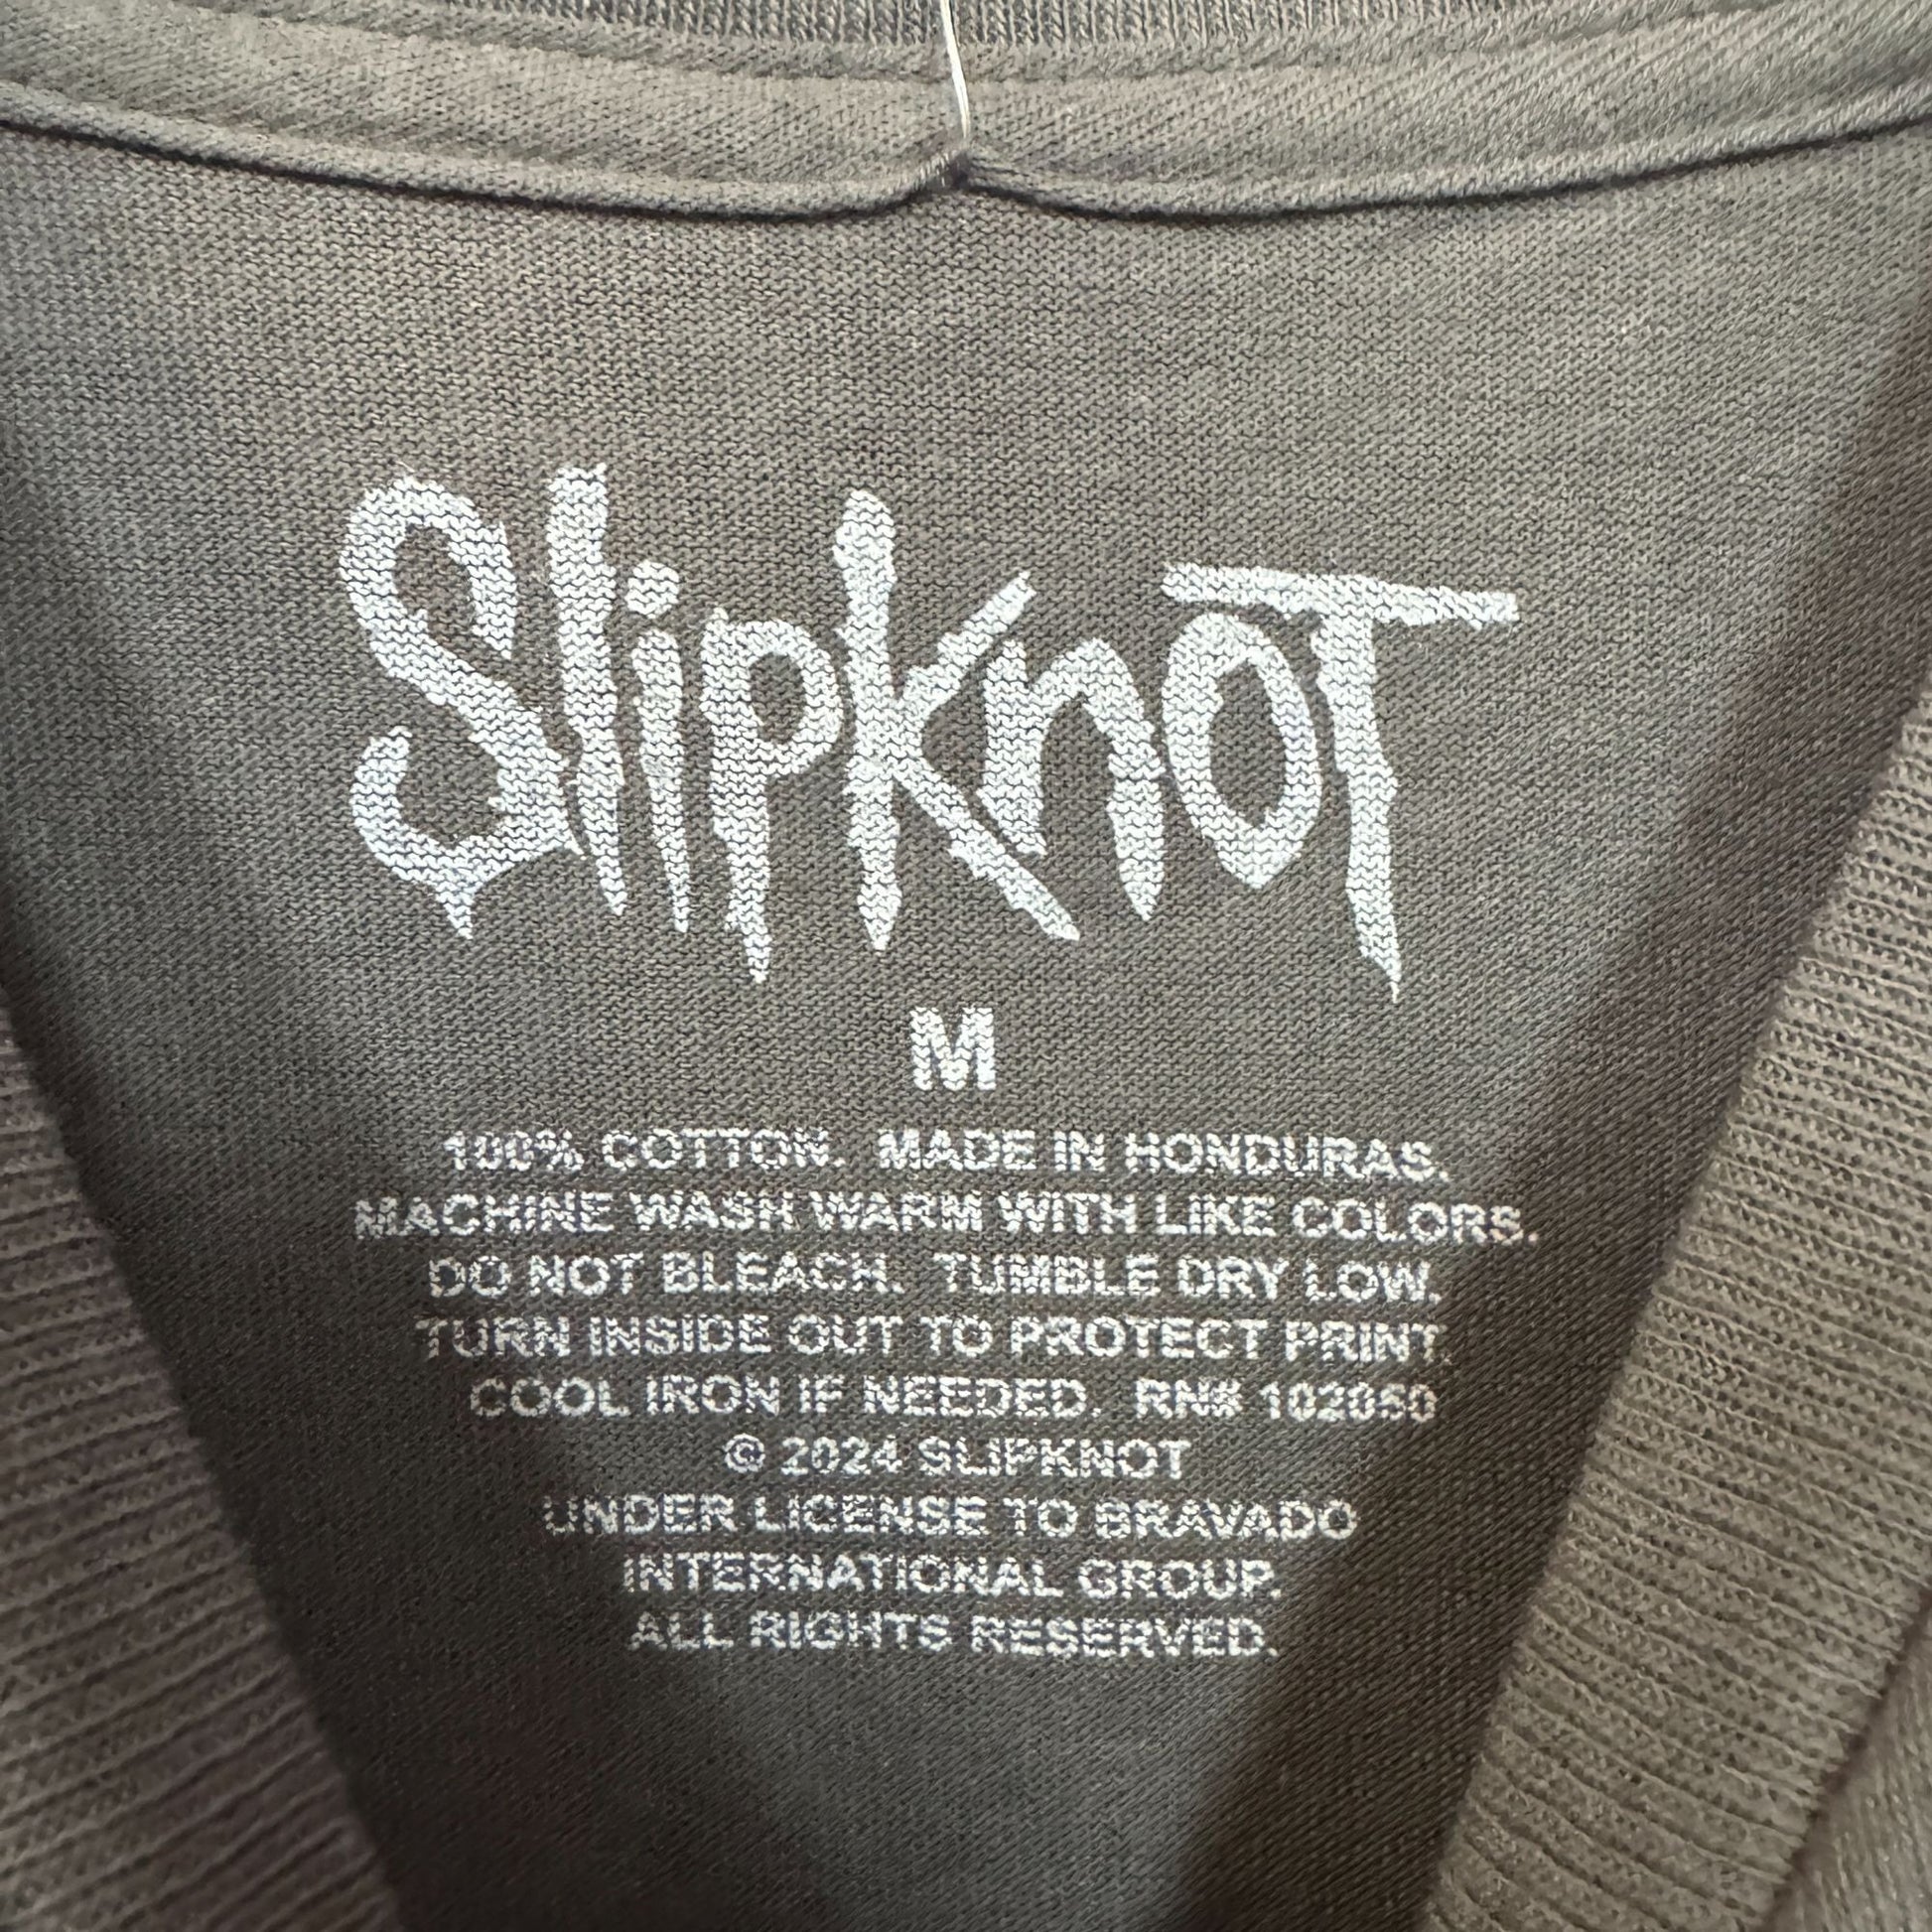 Slipknot
M
100% COTTON. MADE IN HONDURAS.
MACHINE WASH WARM WITH LIKE COLORS.
DO NOT BLEACH. TUMBLE DRY LOW.
TURN INSIDE OUT TO PROTECT PRINT.
COOL IRON IF NEEDED. RN# 102050
© 2024 SLIPKNOT
UNDER LICENSE TO BRAVADO
INTERNATIONAL GROUP.
ALL RIGHTS RESERVED.